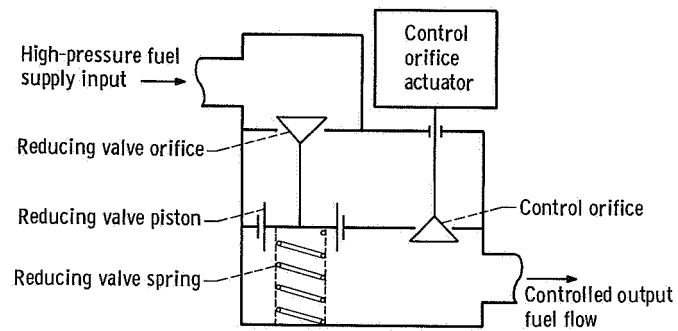 High-pressure fuel
supply input
Control
orifice
actuator
Reducing valve orifice
Reducing valve piston
Control orifice
Reducing valve spring
Controlled output
fuel flow